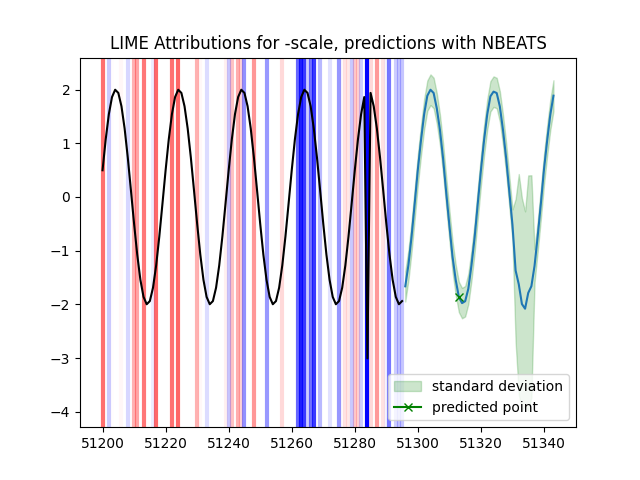 LIME Attributions for -scale, predictions with NBEATS
2
1
0
−1
−2
−3
−4
standard deviation
predicted point
51200 51220 51240 51260 51280 51300 51320 51340